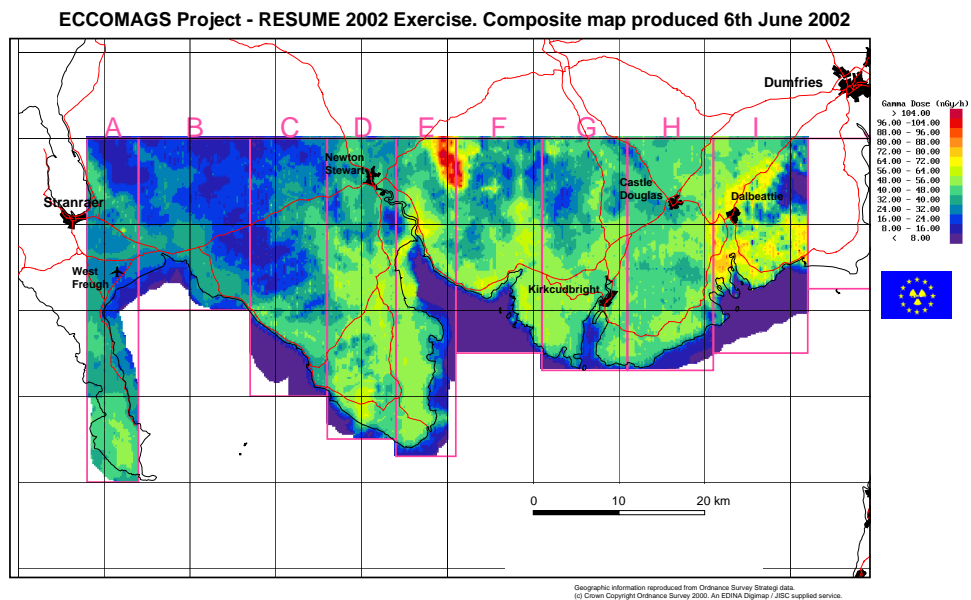 ECCOMAGS Project - RESUME 2002 Exercise. Composite map produced 6th June 2002
Dumfries
Gamma Dose (nGy/h)
> 104.00
96.00 - 104.00
88.00 - 96.00
80.00 - 88.00
72.00 - 80.00
64.00 - 72.00
56.00 - 64.00
48.00 - 56.00
40.00 - 48.00
32.00 - 40.00
24.00 - 32.00
16.00 - 24.00
8.00 - 16.00
< 8.00
A B C D E F G H I
Newton
Stewart
Castle
Douglas
Dalbeattie
Stranraer
West
Freugh
Kirkcudbright
0 10 20 km
Geographic information reproduced from Ordnance Survey Strategi data.
(c) Crown Copyright Ordnance Survey 2000. An EDINA Digimap / JISC supplied service.